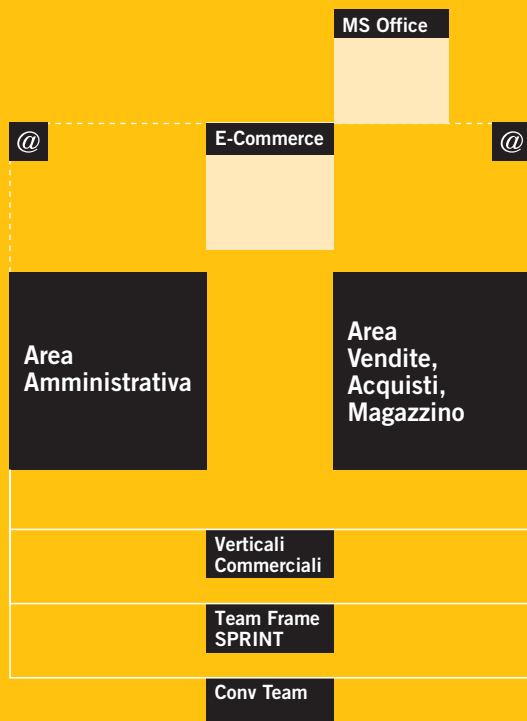 MS Office
@
E-Commerce
@
Area
Amministrativa
Area
Vendite,
Acquisti,
Magazzino
Verticali
Commerciali
Team Frame
SPRINT
Conv Team